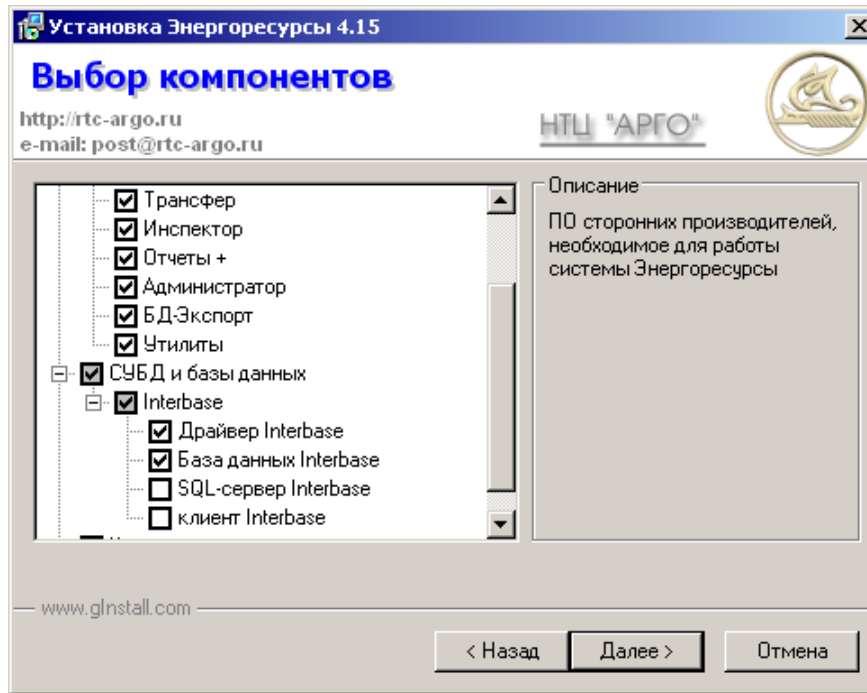 Установка Энергоресурсы 4.15
Выбор компонентов
http://rtc-argo.ru
e-mail: post@rtc-argo.ru
НТЦ "АРГО"
Трансфер
Инспектор
Отчеты +
Администратор
БД-Экспорт
Утилиты
СУБД и базы данных
Interbase
Драйвер Interbase
База данных Interbase
SQL-сервер Interbase
клиент Interbase
Описание
ПО сторонних производителей,
необходимое для работы
системы Энергоресурсы
www.gInstall.com
< Назад
Далее >
Отмена